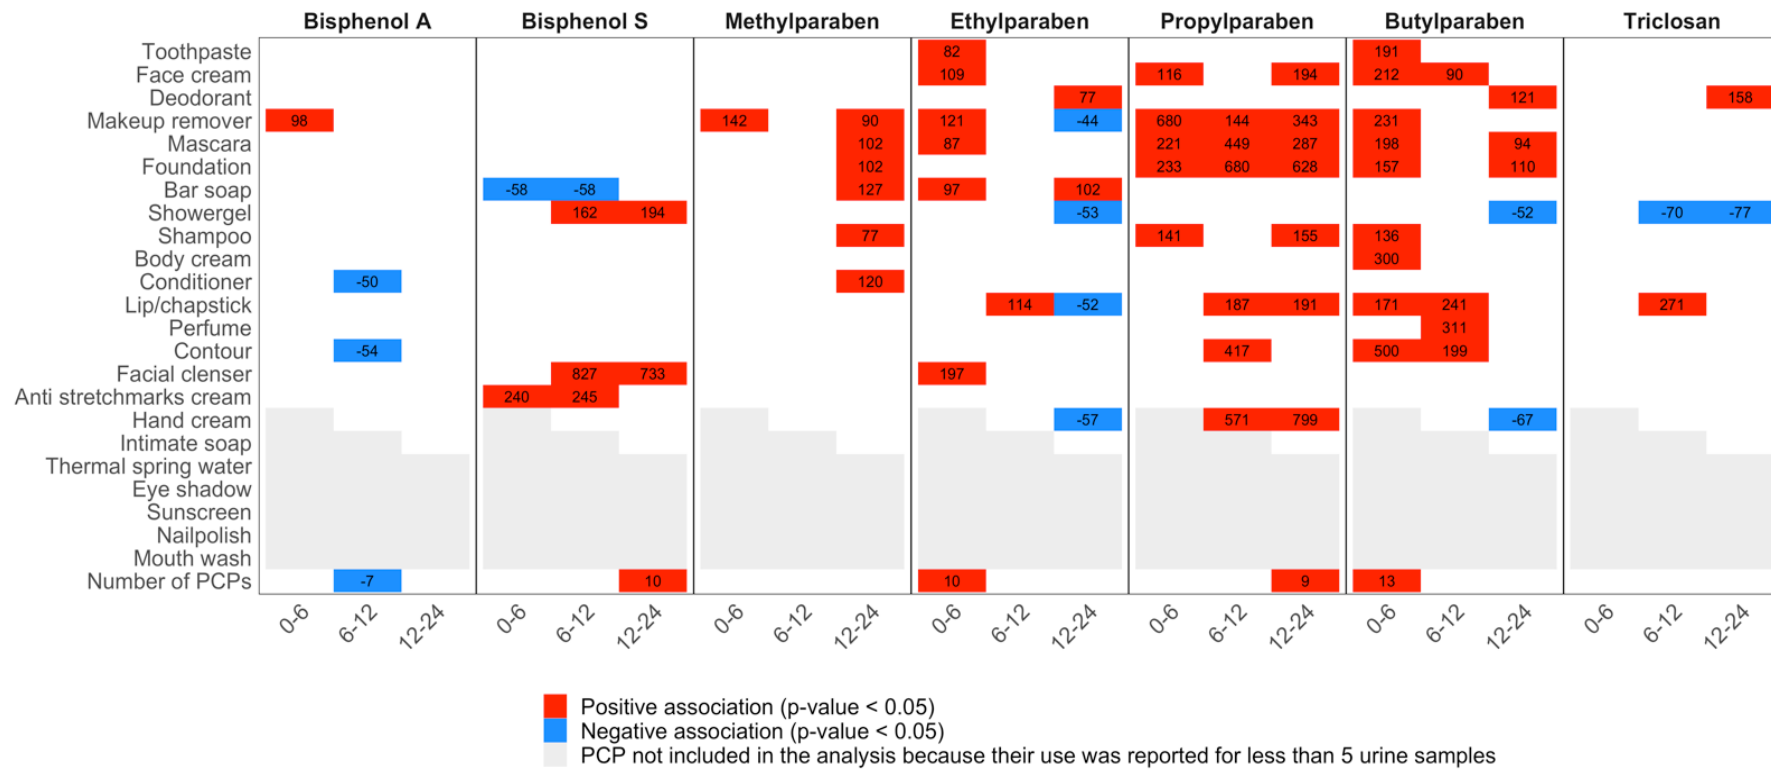 Bisphenol A Bisphenol S Methylparaben Ethylparaben Propylparaben Butylparaben Triclosan
Toothpaste 82 191
Face cream 109 116 194 212 90
Deodorant 77 121 158
Makeup remover 98 142 90 121 -44 680 144 343 231
Mascara 102 87 221 449 287 198 94
Foundation 102 233 680 628 157 110
Bar soap -58 -58 127 97 102
Showergel 162 194 -53 -52 -70 -77
Shampoo 77 141 155 136
Body cream 300
Conditioner -50 120
Lip/chapstick 114 -52 187 191 171 241 271
Perfume 311
Contour -54 417 500 199
Facial clenser 827 733 197
Anti stretchmarks cream 240 245
Hand cream -57 571 799 -67
Intimate soap
Thermal spring water
Eye shadow
Sunscreen
Nailpolish
Mouth wash
Number of PCPs -7 10 10 9 13
0-6 6-12 12-24 0-6 6-12 12-24 0-6 6-12 12-24 0-6 6-12 12-24 0-6 6-12 12-24 0-6 6-12 12-24 0-6 6-12 12-24
Positive association (p-value < 0.05)
Negative association (p-value < 0.05)
PCP not included in the analysis because their use was reported for less than 5 urine samples